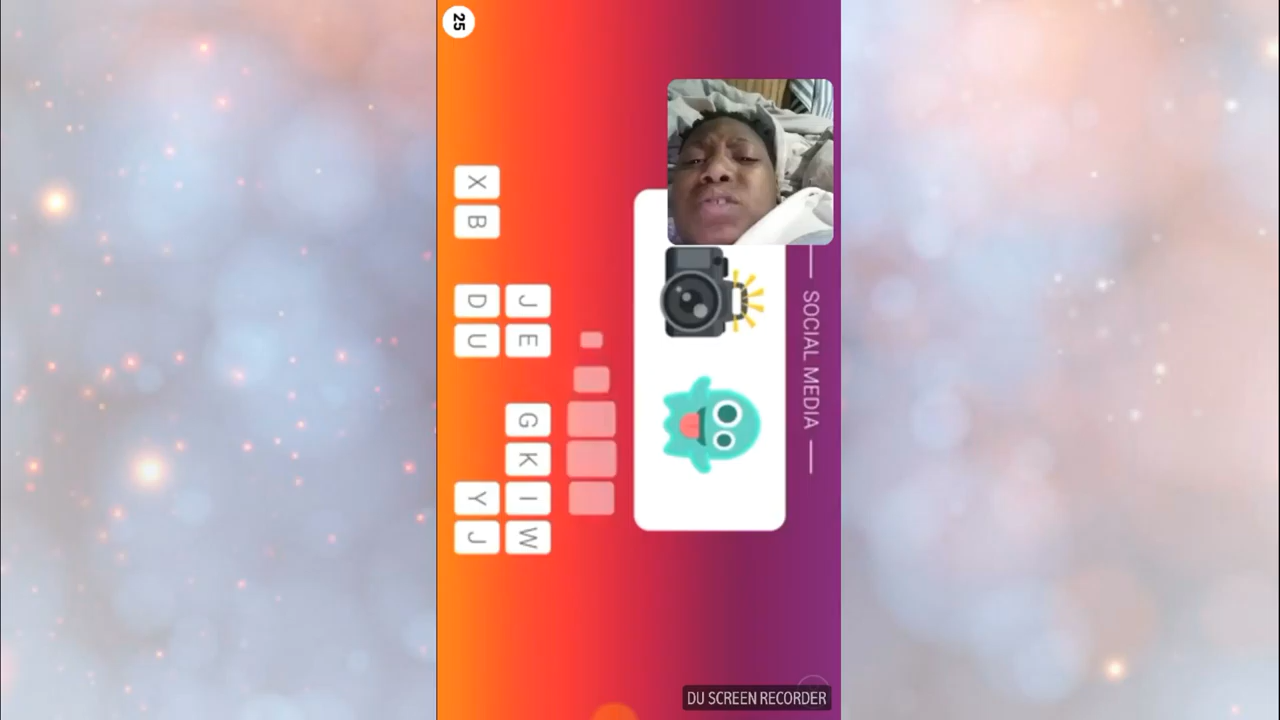 25
SOCIAL MEDIA
J E G K I W
X B D U Y J
DU SCREEN RECORDER